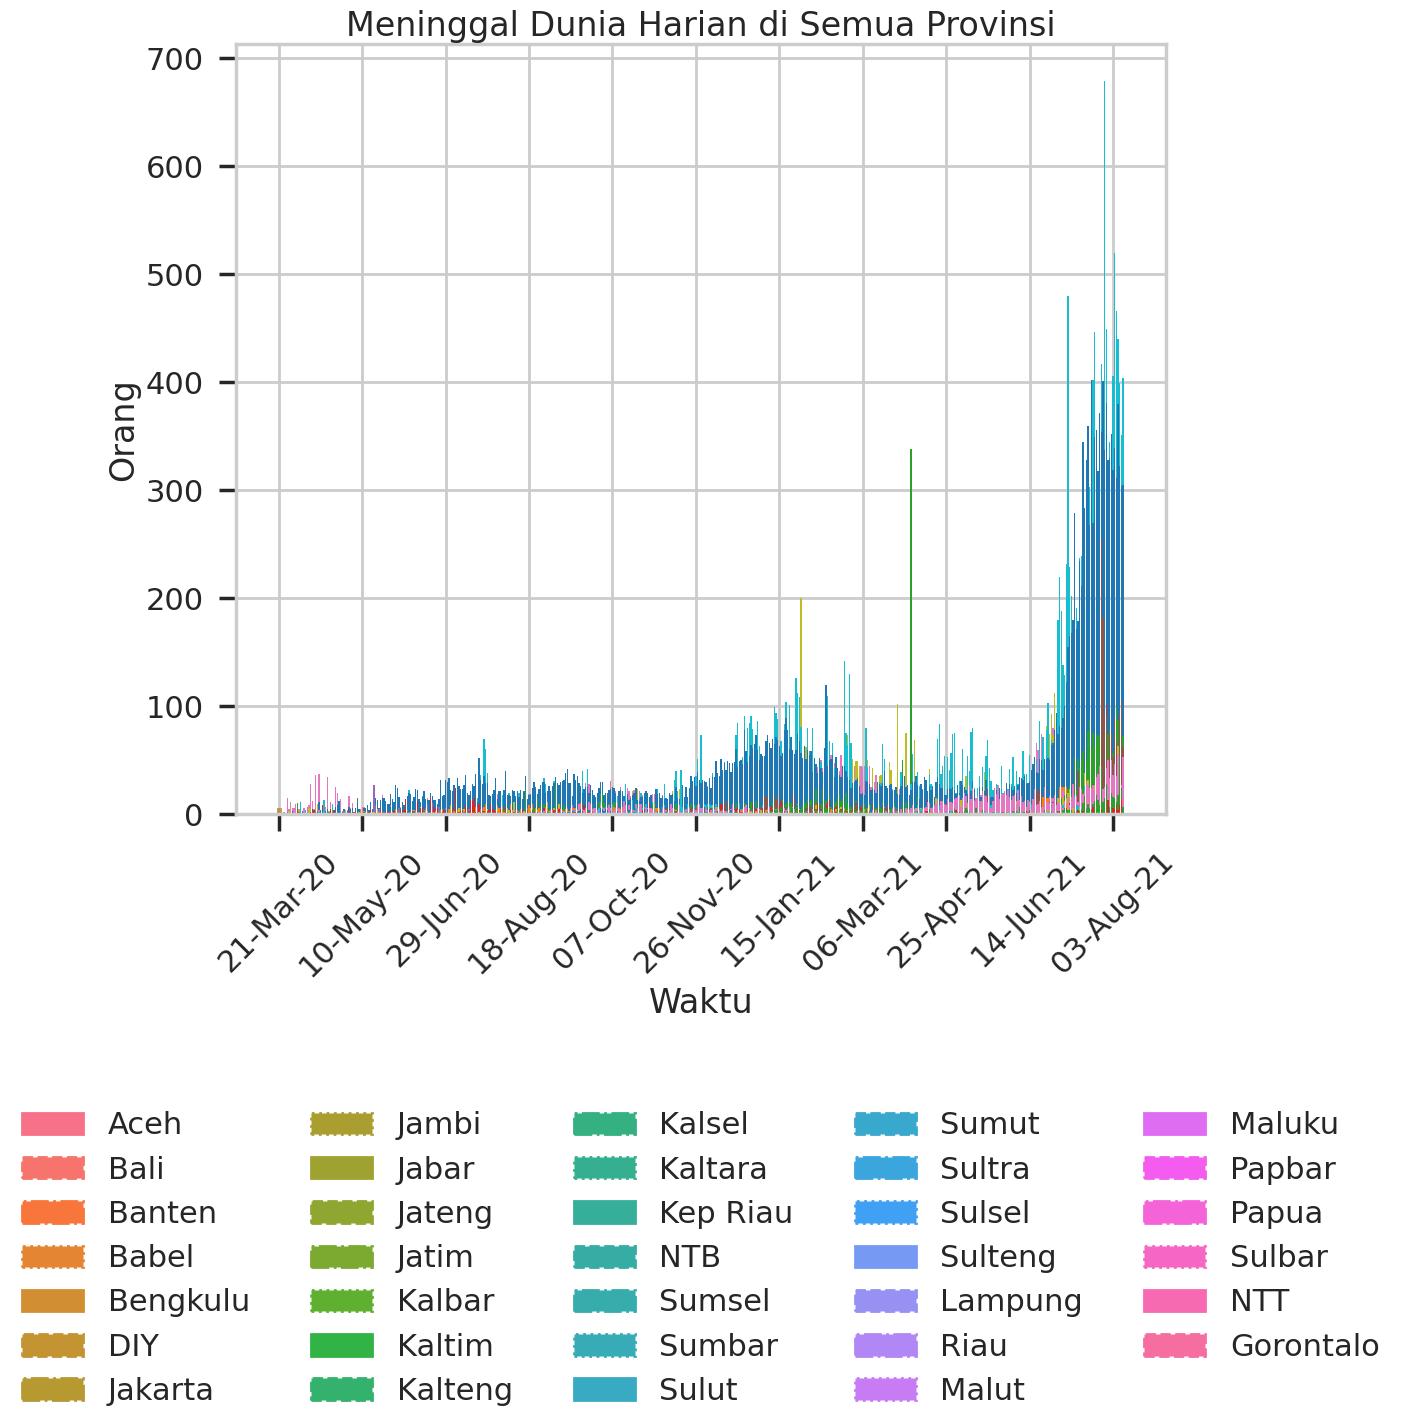 Meninggal Dunia Harian di Semua Provinsi
700
600
500
400
300
200
100
0
Orang
21-Mar-20
10-May-20
29-Jun-20
18-Aug-20
07-Oct-20
26-Nov-20
15-Jan-21
06-Mar-21
25-Apr-21
14-Jun-21
03-Aug-21
Waktu
Aceh
Bali
Banten
Babel
Bengkulu
DIY
Jakarta
Jambi
Jabar
Jateng
Jatim
Kalbar
Kaltim
Kalteng
Kalsel
Kaltara
Kep Riau
NTB
Sumsel
Sumbar
Sulut
Sumut
Sultra
Sulsel
Sulteng
Lampung
Riau
Malut
Maluku
Papbar
Papua
Sulbar
NTT
Gorontalo